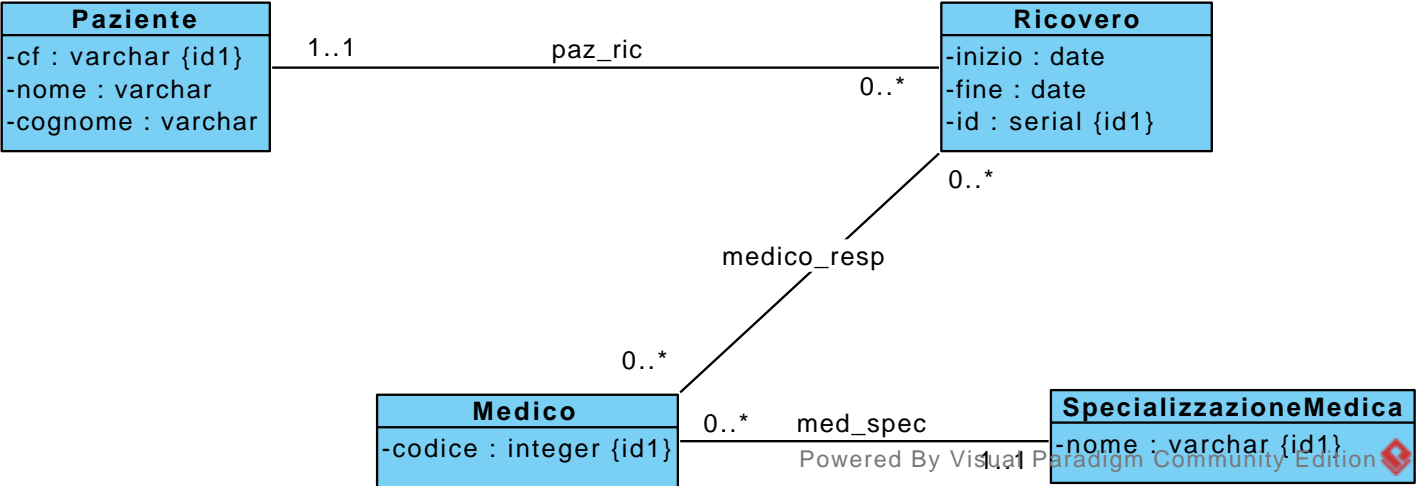 Paziente
-cf : varchar {id1}
-nome : varchar
-cognome : varchar
1..1
paz_ric
0..*
Ricovero
-inizio : date
-fine : date
-id : serial {id1}
0..*
medico_resp
0..*
Medico
-codice : integer {id1}
0..*
med_spec
1..1
SpecializzazioneMedica
-nome : varchar {id1}
Powered By Visual Paradigm Community Edition